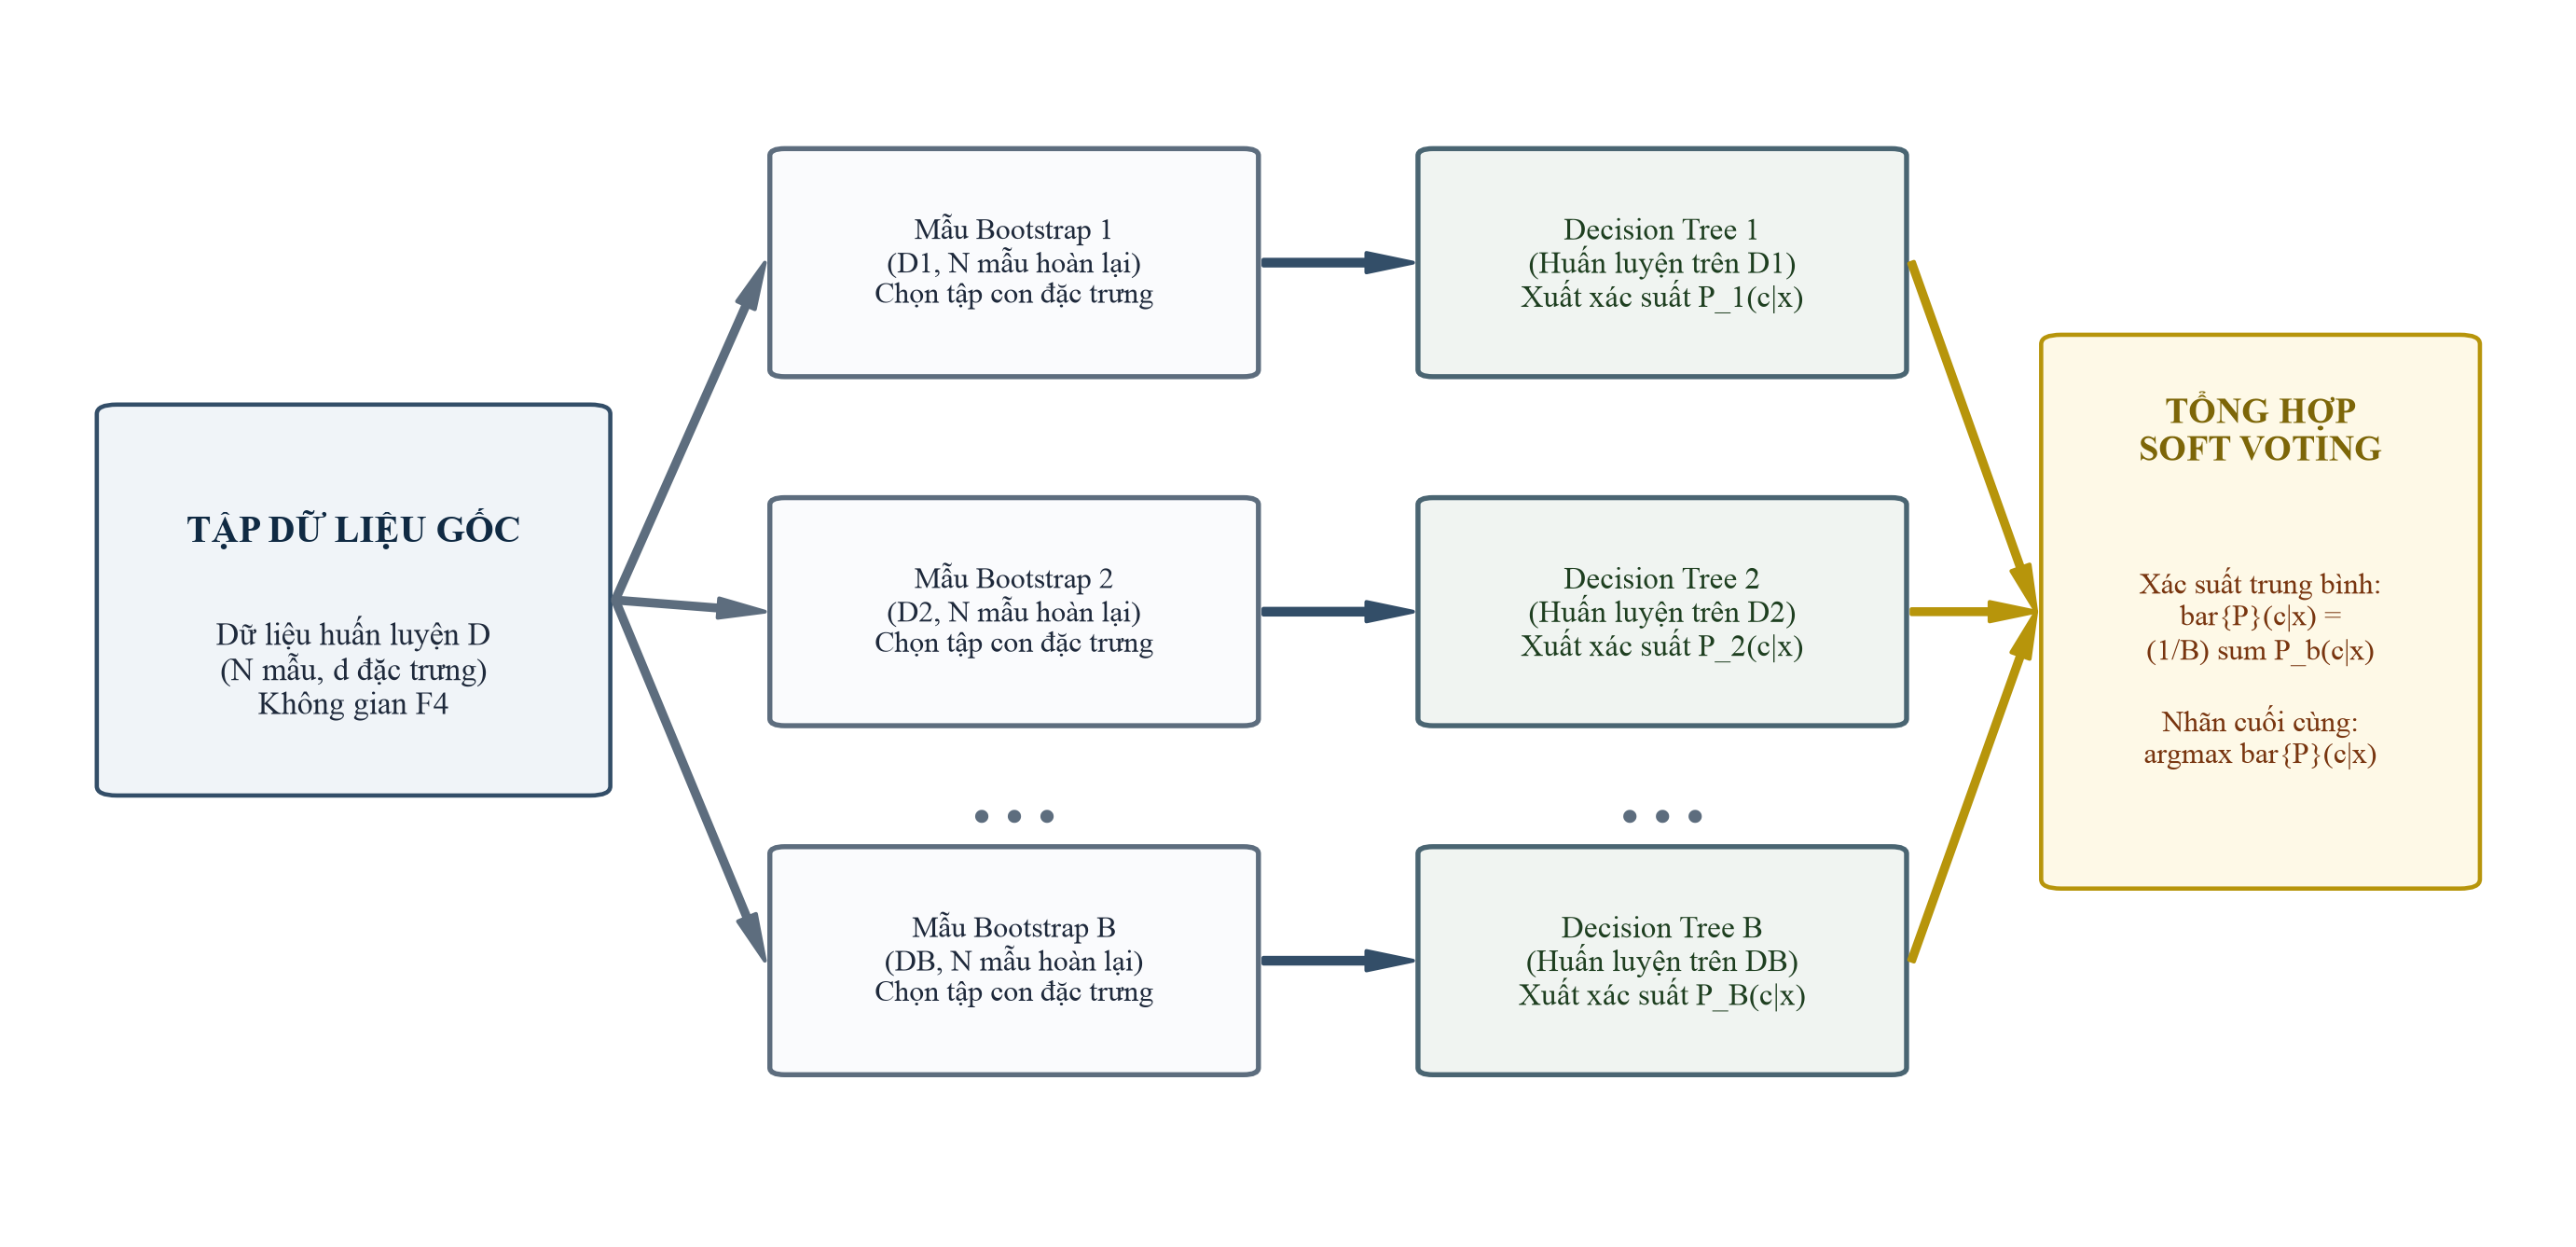 TẬP DỮ LIỆU GỐC
Dữ liệu huấn luyện D
(N mẫu, d đặc trưng)
Không gian F4
Mẫu Bootstrap 1
(D1, N mẫu hoàn lại)
Chọn tập con đặc trưng
Decision Tree 1
(Huấn luyện trên D1)
Xuất xác suất P_1(c|x)
Mẫu Bootstrap 2
(D2, N mẫu hoàn lại)
Chọn tập con đặc trưng
Decision Tree 2
(Huấn luyện trên D2)
Xuất xác suất P_2(c|x)
Mẫu Bootstrap B
(DB, N mẫu hoàn lại)
Chọn tập con đặc trưng
Decision Tree B
(Huấn luyện trên DB)
Xuất xác suất P_B(c|x)
TỔNG HỢP
SOFT VOTING
Xác suất trung bình:
bar{P}(c|x) =
(1/B) sum P_b(c|x)
Nhãn cuối cùng:
argmax bar{P}(c|x)